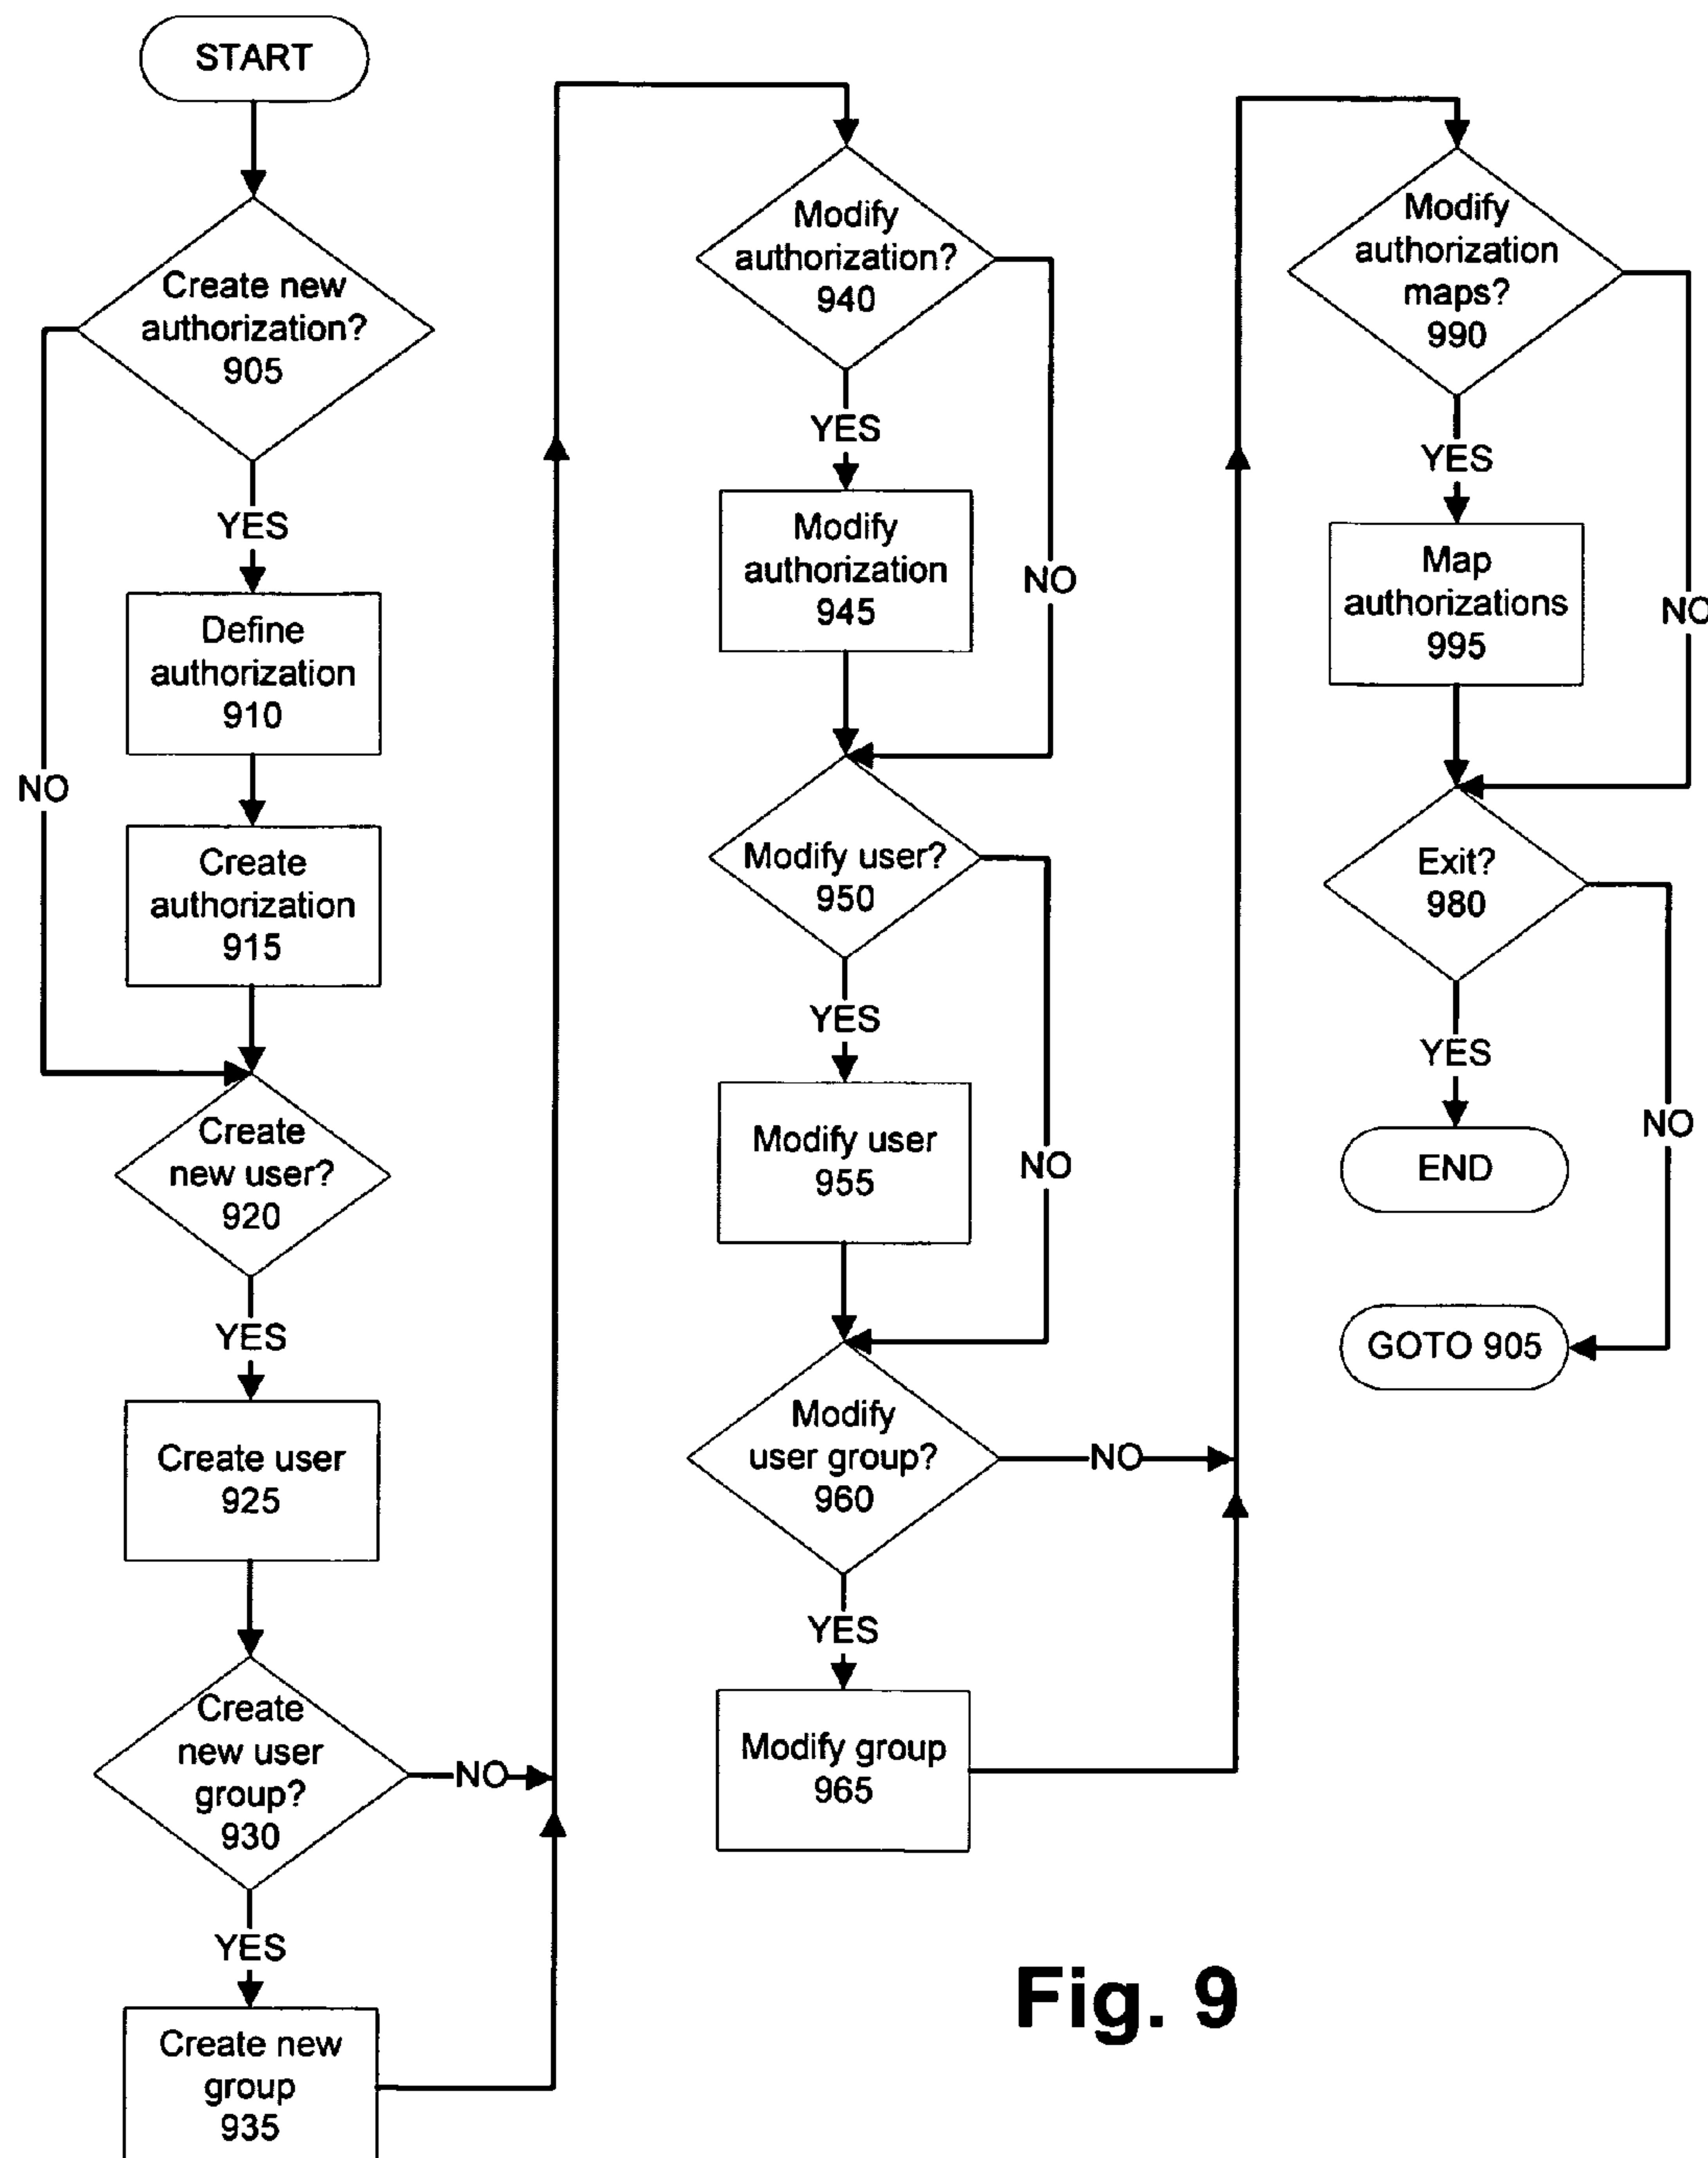 START
Create new
authorization?
905
YES
NO
Define
authorization
910
Create
authorization
915
Create
new user?
920
YES
Create user
925
Create
new user
group?
930
NO
YES
Create new
group
935
Modify
authorization?
940
YES
NO
Modify
authorization
945
Modify user?
950
YES
NO
Modify user
955
Modify
user group?
960
NO
YES
Modify group
965
Modify
authorization
maps?
990
YES
NO
Map
authorizations
995
Exit?
980
YES
NO
END
GOTO 905
Fig. 9